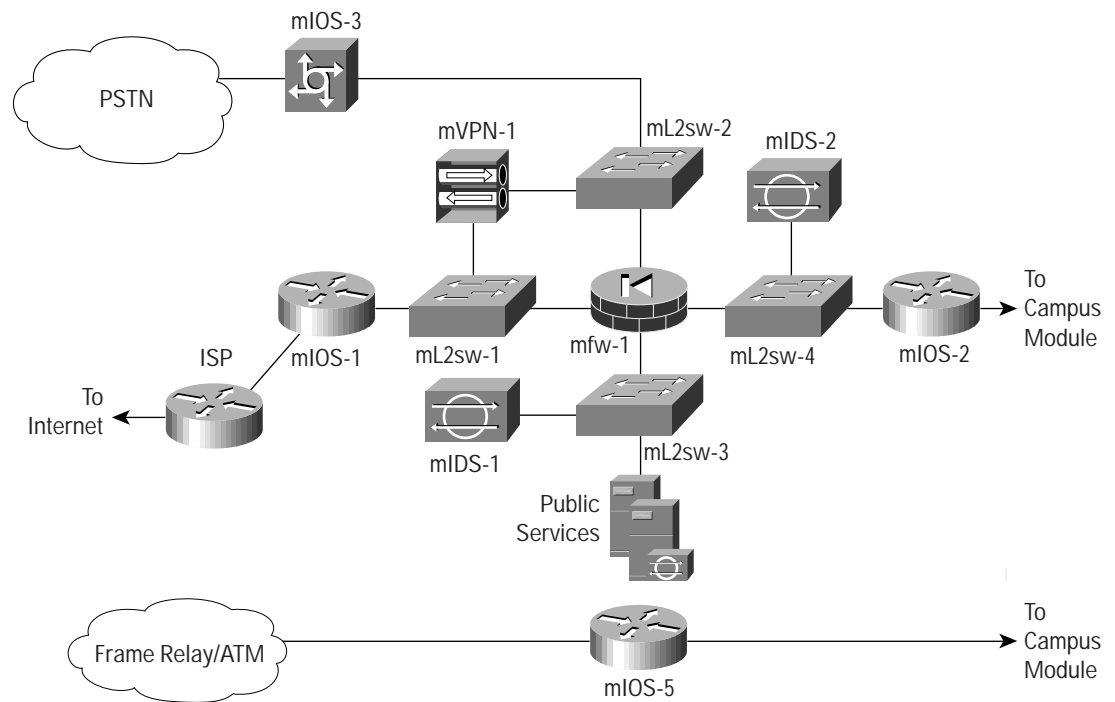 mIOS-3
PSTN
mVPN-1
mL2sw-2
mIDS-2
To
Campus
Module
ISP
mIOS-1
mL2sw-1
mfw-1
mL2sw-4
mIOS-2
To
Internet
mIDS-1
mL2sw-3
Public
Services
Frame Relay/ATM
mIOS-5
To
Campus
Module